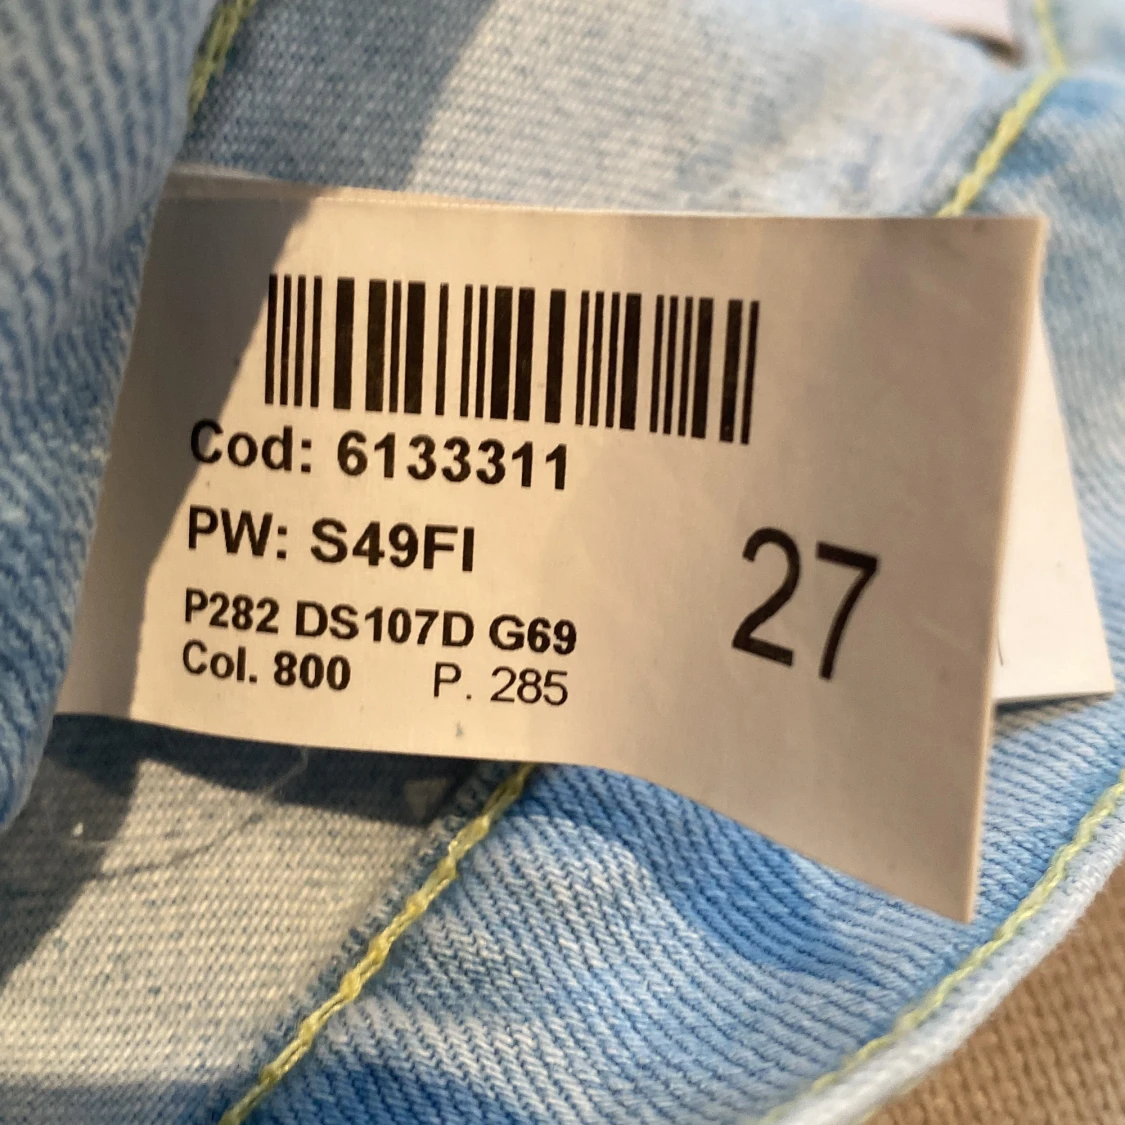 Cod: 6133311
PW: S49FI
27
P282 DS107D G69
Col. 800 P. 285